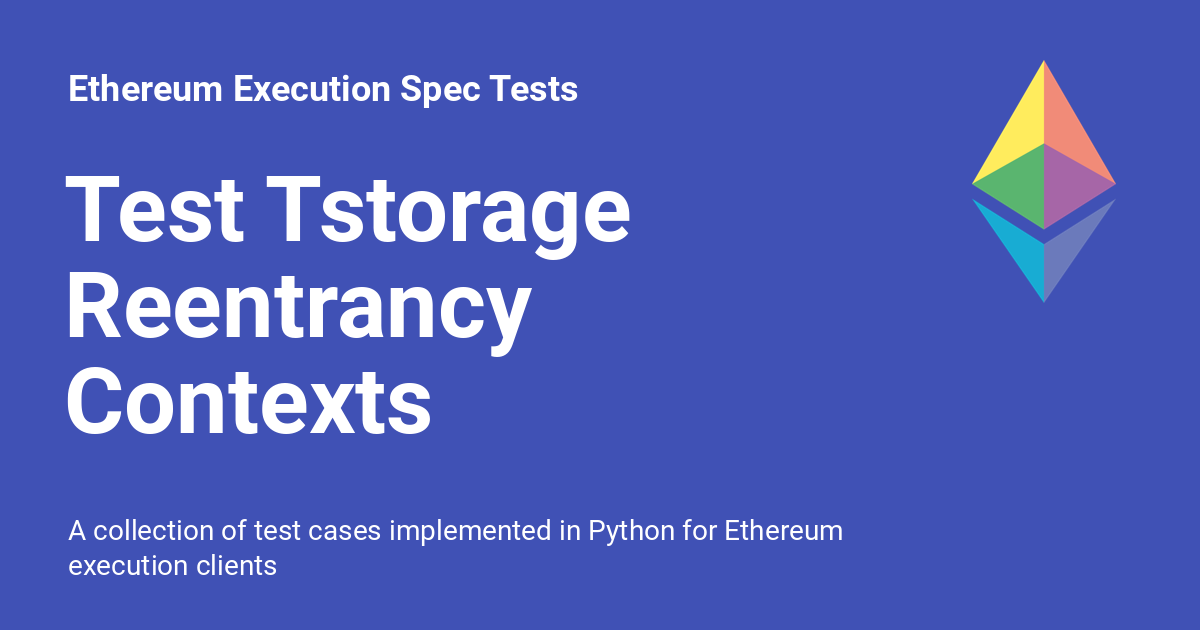 Ethereum Execution Spec Tests
Test Tstorage
Reentrancy
Contexts
A collection of test cases implemented in Python for Ethereum
execution clients